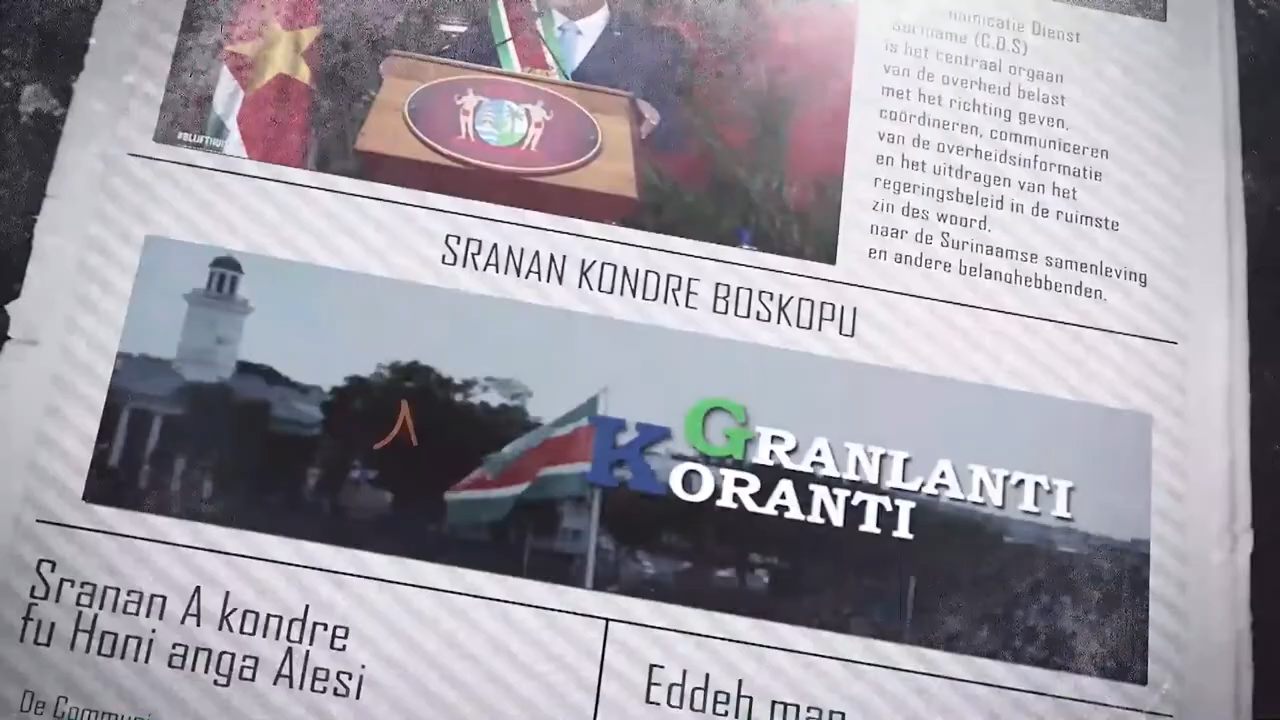 Dienst
Suriname (C.D.S)
is het centraal orgaan
van de overheid belast
met het richting geven,
coördineren, communiceren
van de overheidsinformatie
en het uitdragen van het
regeringsbeleid in de ruimste
zin des woord,
naar de Surinaamse samenleving
en andere belanghebbenden.
SRANAN KONDRE BOSKOPU
GRANLANTI
KORANTI
Sranan A kondre
fu Honi anga Alesi
Eddeh man
De